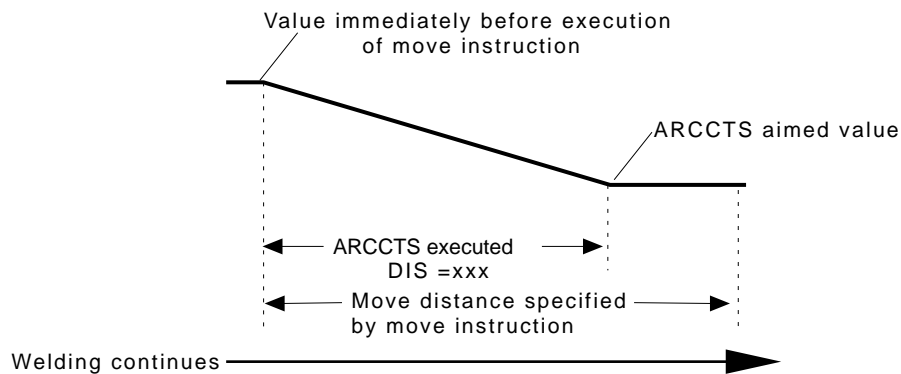 Value immediately before execution
of move instruction
ARCCTS aimed value
ARCCTS executed
DIS =xxx
Move distance specified
by move instruction
Welding continues